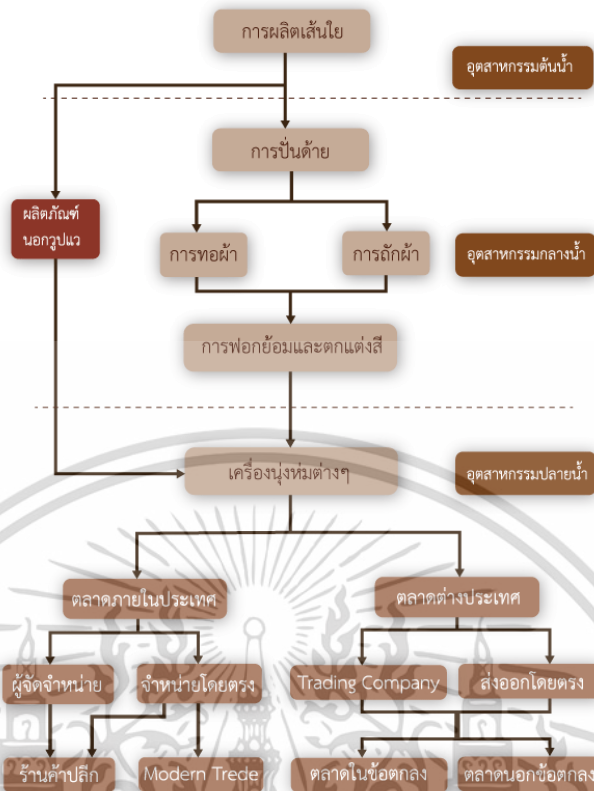 การผลิตเส้นใย
อุตสาหกรรมต้นน้ำ
การปั่นด้าย
ผลิตภัณฑ์
นอกวูปแว
การทอผ้า
การถักผ้า
อุตสาหกรรมกลางน้ำ
การฟอกย้อมและตกแต่งสี
เครื่องนุ่งห่มต่างๆ
อุตสาหกรรมปลายน้ำ
ตลาดภายในประเทศ
ตลาดต่างประเทศ
ผู้จัดจำหน่าย
จำหน่ายโดยตรง
Trading Company
ส่งออกโดยตรง
ร้านค้าปลีก
Modern Trede
ตลาดในข้อตกลง
ตลาดนอกข้อตกลง